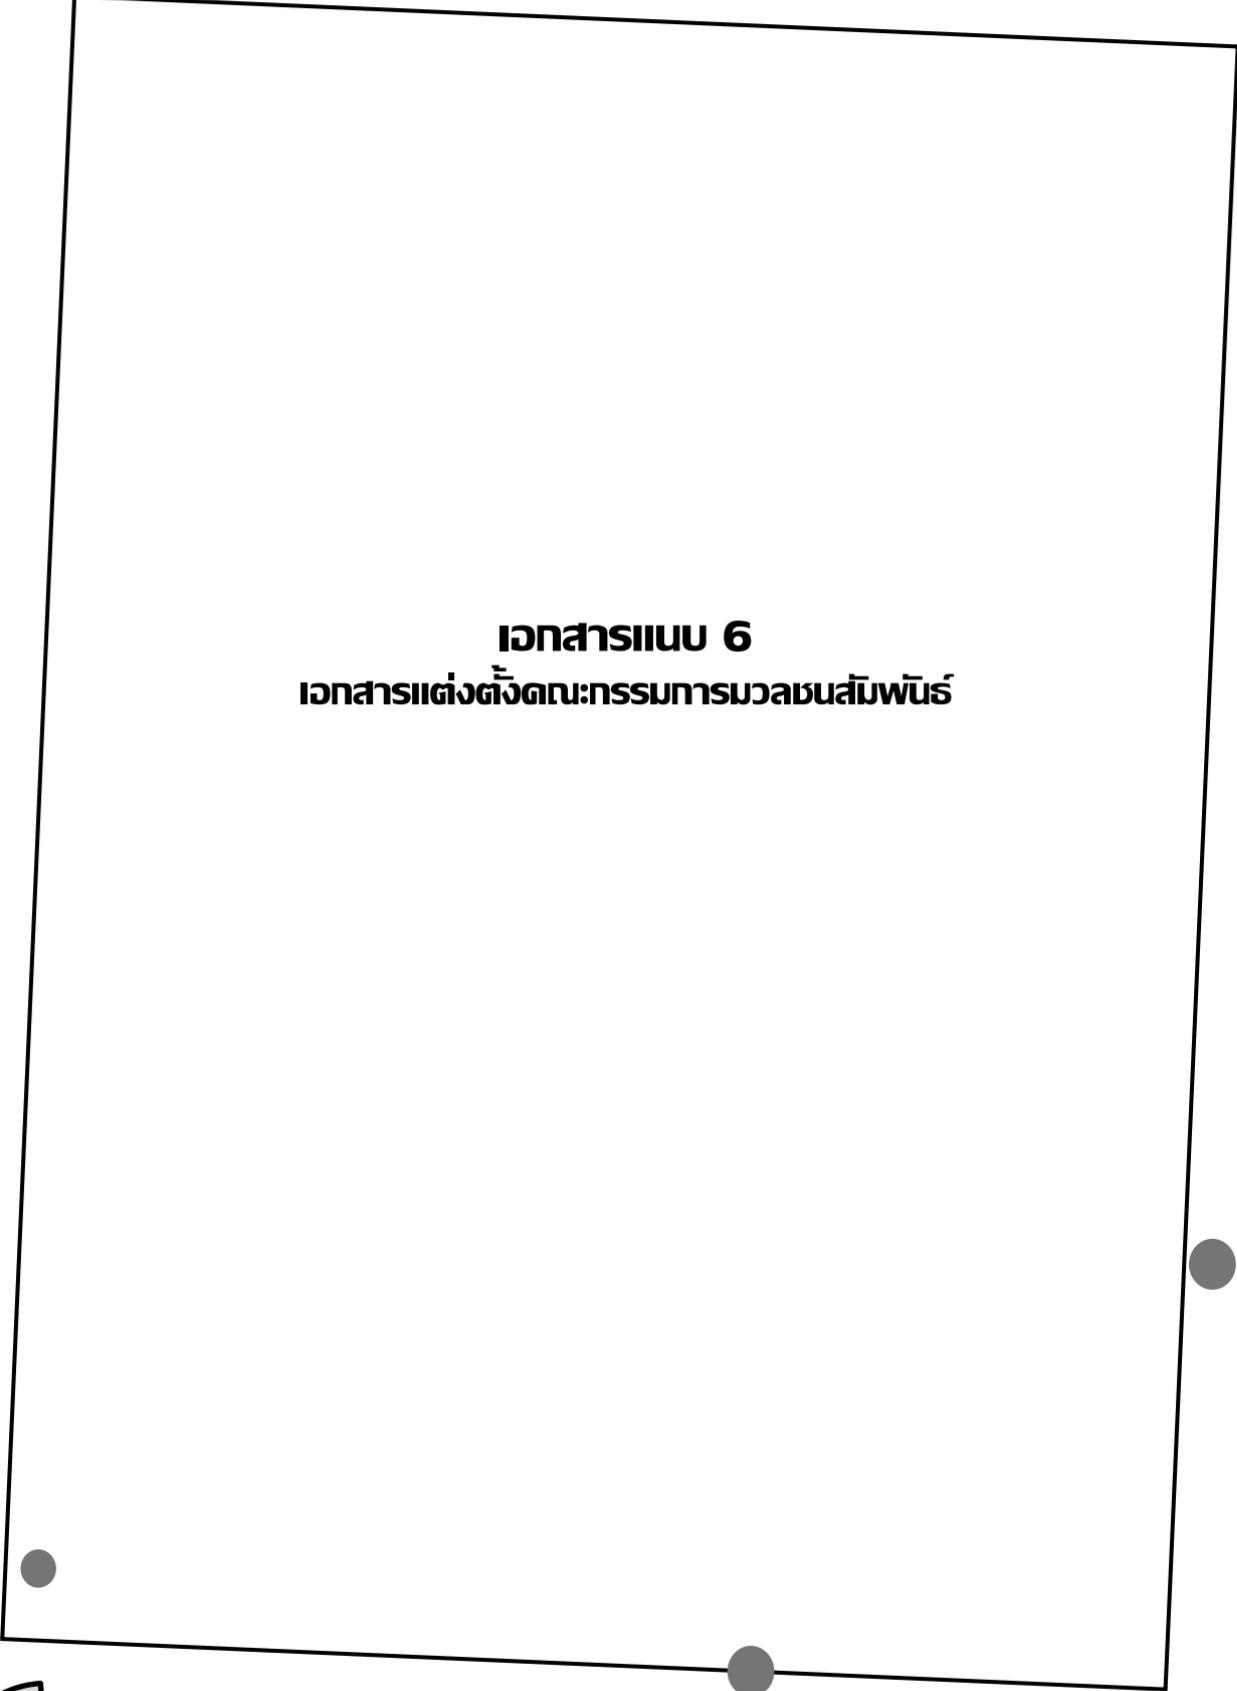 เอกสารแนบ 6
เอกสารแต่งตั้งคณะกรรมการมวลชนสัมพันธ์